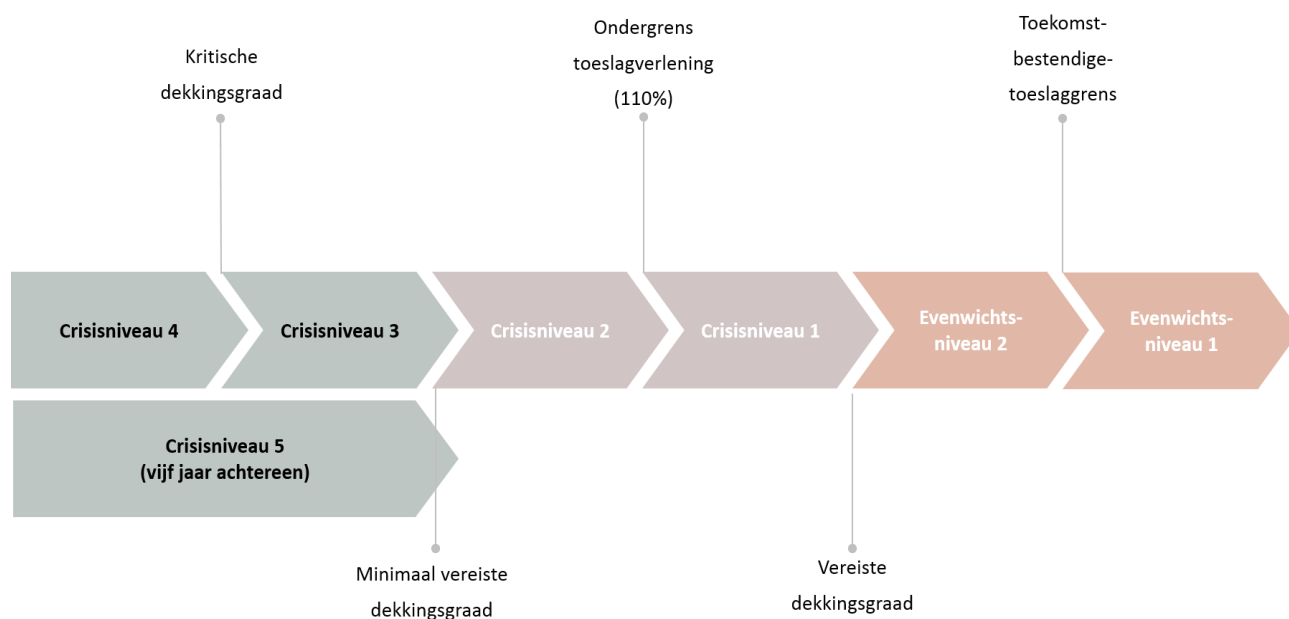 Kritische
dekkingsgraad
Ondergrens
toeslagverlening
(110%)
Toekomst-
bestendige-
toeslaggrens
Crisisniveau 4
Crisisniveau 3
Crisisniveau 2
Crisisniveau 1
Evenwichts-
niveau 2
Evenwichts-
niveau 1
Crisisniveau 5
(vijf jaar achtereen)
Minimaal vereiste
dekkingsgraad
Vereiste
dekkingsgraad